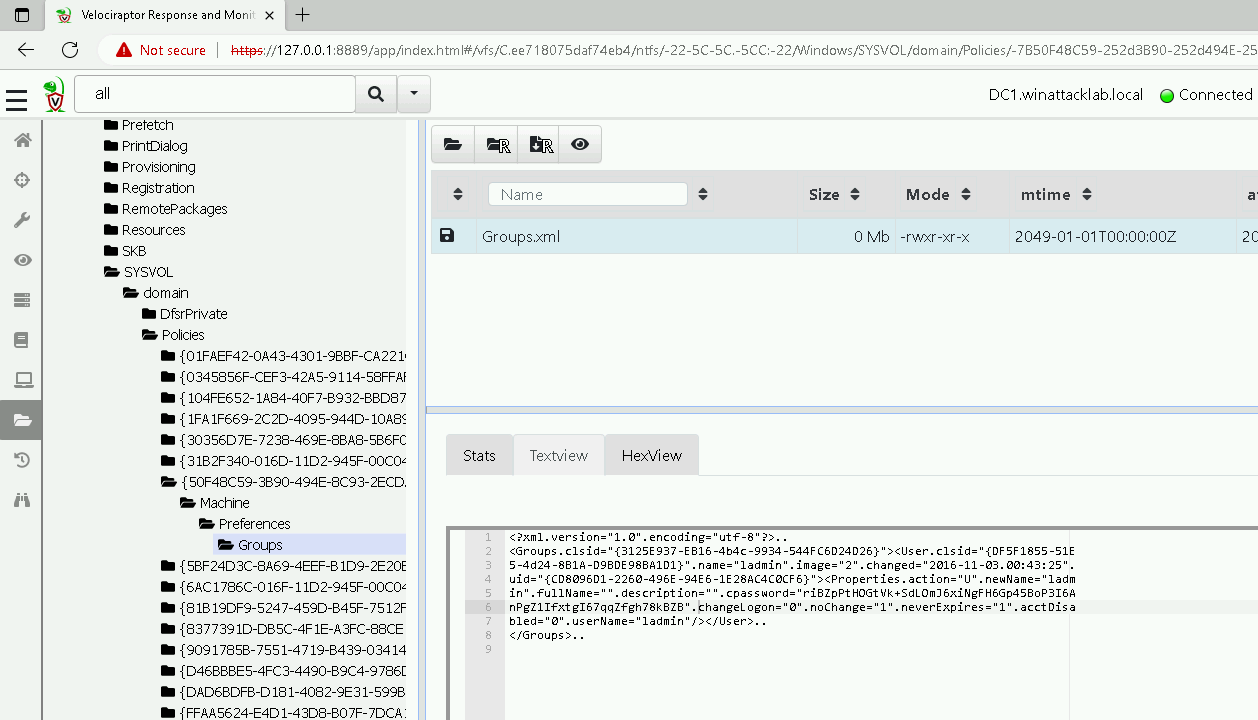 Velociraptor Response and Monit
Not secure
https://127.0.0.1:8889/app/index.html#/vfs/C.ee718075daf74eb4/ntfs/-22-5C-5C.-5CC:-22/Windows/SYSVOL/domain/Policies/-7B50F48C59-252d3B90-252d494E-25
all
DC1.winattacklab.local
Connected
Prefetch
PrintDialog
Provisioning
Registration
RemotePackages
Resources
SKB
SYSVOL
domain
DfsrPrivate
Policies
{01FAEF42-0A43-4301-9BBF-CA221
{0345856F-CEF3-42A5-9114-58FFA
{104FE652-1A84-40F7-B932-BBD87
{1FA1F669-2C2D-4095-944D-10A89
{30356D7E-7238-469E-8BA8-5B6F
{31B2F340-016D-11D2-945F-00C04
{50F48C59-3B90-494E-8C93-2ECD
Machine
Preferences
Groups
{5BF24D3C-8A69-4EEF-B1D9-2E20
{6AC1786C-016F-11D2-945F-00C04
{81B19DF9-5247-459D-B45F-7512F
{8377391D-DB5C-4F1E-A3FC-88CE
{9091785B-7551-4719-B439-03414
{D46BBBE5-4FC3-4490-B9C4-9786
{DAD6BDFB-D181-4082-9E31-599B
{FFAA5624-E4D1-43D8-B07F-7DCA
R R
Name Size Mode mtime a
Groups.xml 0 Mb -rwxr-xr-x 2049-01-01T00:00:00Z 20
Stats Textview HexView
1 <?xml.version="1.0".encoding="utf-8"?>..
2 <Groups.clsid="{3125E937-EB16-4b4c-9934-544FC6D24D26}"><User.clsid="{DF5F1855-51E
3 5-4d24-8B1A-D9BDE98BA1D1}".name="ladmin".image="2".changed="2016-11-03.00:43:25".
4 uid="{CD8096D1-2260-496E-94E6-1E28AC4C0CF6}"><Properties.action="U".newName="ladm
5 in".fullName="".description="".cpassword="riBZpPtHOGtVk+SdLOmJ6xiNgFH6Gp45BoP3I6A
6 nPgZ1IfxtgI67qqZfgh78kBZB".changeLogon="0".noChange="1".neverExpires="1".acctDisa
7 bled="0".userName="ladmin"/></User>..
8 </Groups>..
9